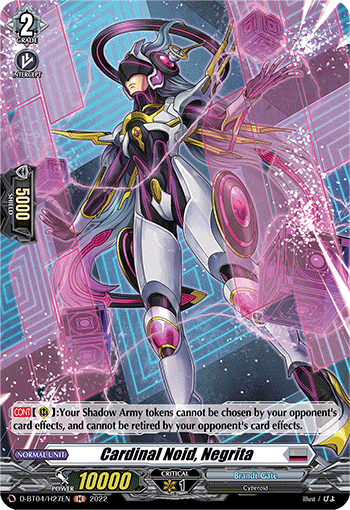 2
GRADE
INTERCEPT
5000
SHIELD
CONT【 】:Your Shadow Army tokens cannot be chosen by your opponent's
card effects, and cannot be retired by your opponent's card effects.
NORMAL UNIT
Cardinal Noid, Negrita
POWER 10000
CRITICAL
1
Brandt Gate
Cyberoid
D-BT04/H27EN H 2022
Illust / びよ